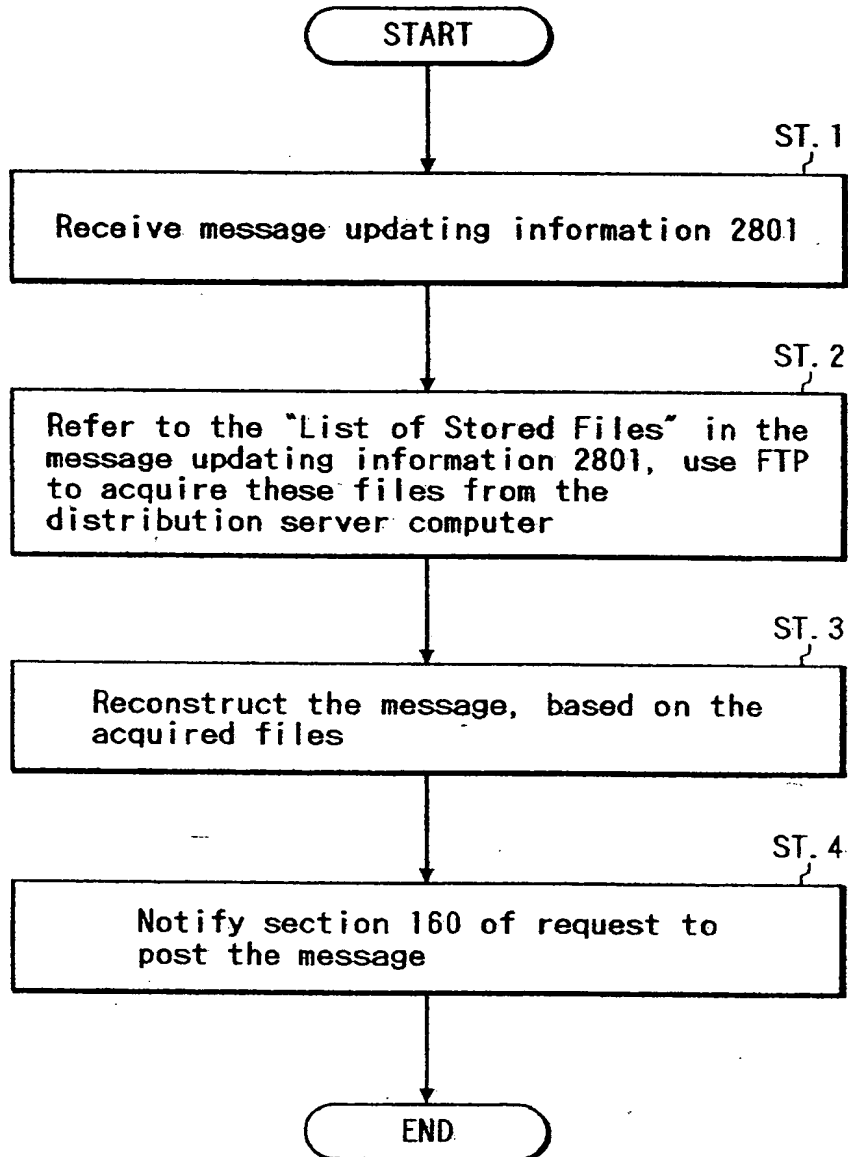 START
ST. 1
Receive message updating information 2801
ST. 2
Refer to the "List of Stored Files" in the
message updating information 2801, use FTP
to acquire these files from the
distribution server computer
ST. 3
Reconstruct the message, based on the
acquired files
ST. 4
Notify section 160 of request to
post the message
END